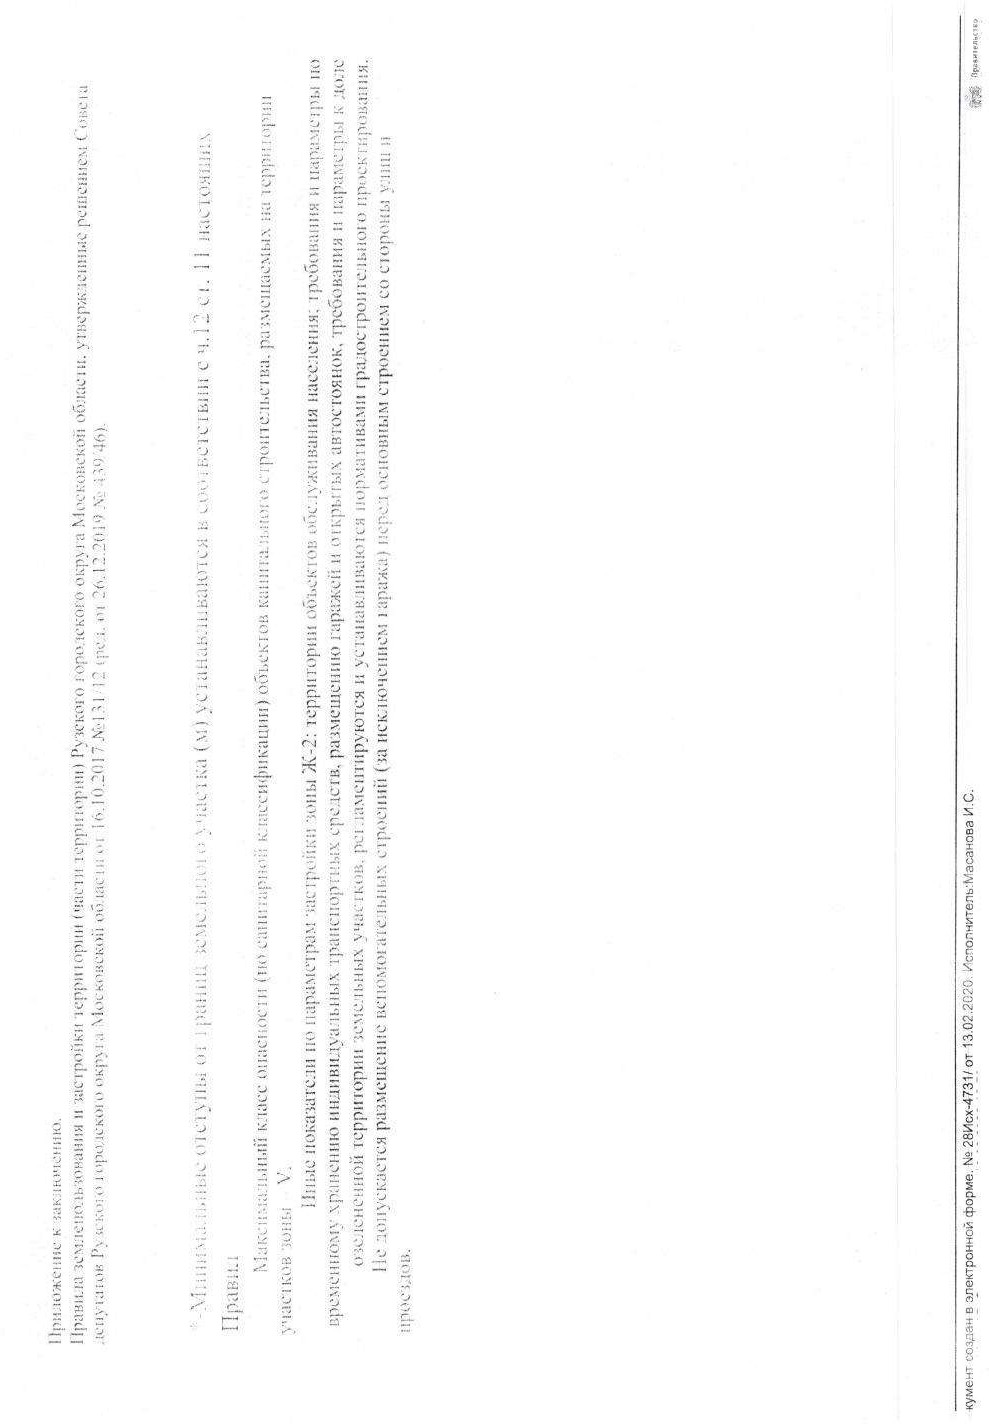 Приложение к заключению.
Правила землепользования и застройки территории (части территории) Рузского городского округа Московской области, утвержденные решением Совета
депутатов Рузского городского округа Московской области от 16.10.2017 №131/12 (ред. от 26.12.2019 № 439/46).
*-Минимальные отступы от границ земельного участка (м) устанавливаются в соответствии с ч.12 ст. 11 настоящих
Правил
Максимальный класс опасности (по санитарной классификации) объектов капитального строительства, размещаемых на территории
участков зоны – V.
Иные показатели по параметрам застройки зоны Ж-2: территории объектов обслуживания населения; требования и параметры по
временному хранению индивидуальных транспортных средств, размещению гаражей и открытых автостоянок, требования и параметры к доле
озелененной территории земельных участков, регламентируются и устанавливаются нормативами градостроительного проектирования.
Не допускается размещение вспомогательных строений (за исключением гаража) перед основным строением со стороны улиц и
проездов.
кумент создан в электронной форме. № 28Исх-4731/ от 13.02.2020. Исполнитель:Масанова И.С.
Правительство